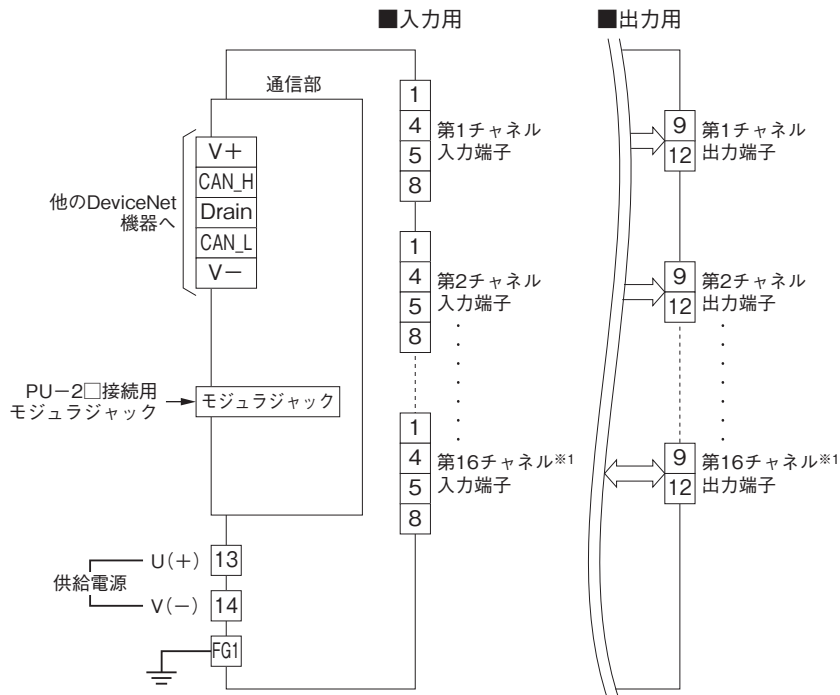 ■入力用
通信部
他のDeviceNet
機器へ
V+
CAN_H
Drain
CAN_L
V−
PU−2□接続用
モジュラジャック
モジュラジャック
U(+)
13
供給電源
V(−)
14
FG1
1
4
5
8
第1チャネル
入力端子
1
4
5
8
第2チャネル
入力端子
1
4
5
8
第16チャネル※1
入力端子
■出力用
9
12
第1チャネル
出力端子
9
12
第2チャネル
出力端子
9
12
第16チャネル※1
出力端子